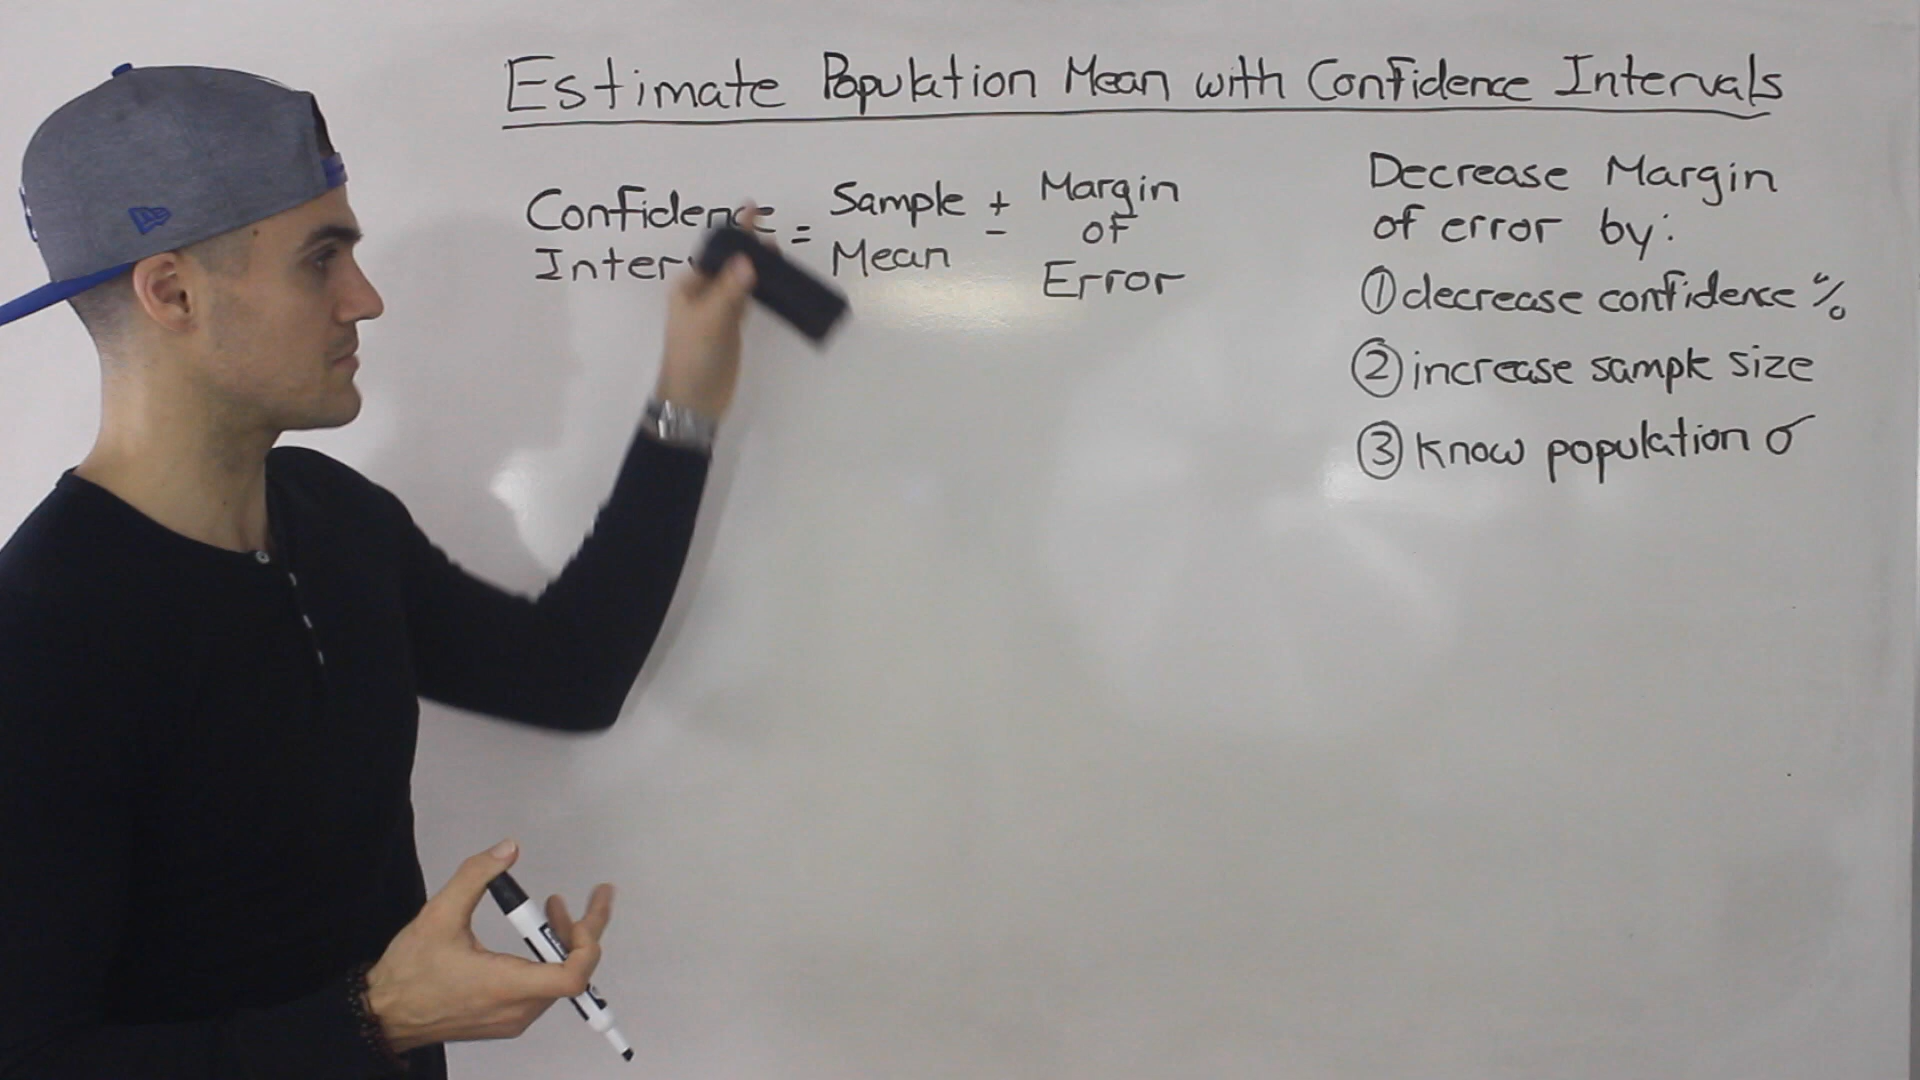 Estimate Population Mean with Confidence Intervals
Confidence
= Sample ± Margin
of
Mean
Error
Decrease Margin
of error by:
① decrease confidence %
② increase sample size
③ know population σ